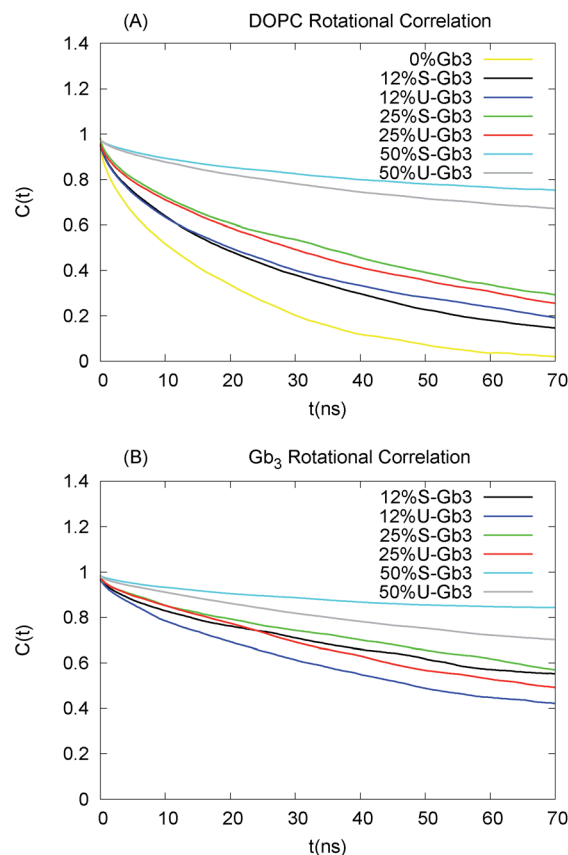 (A) DOPC Rotational Correlation
1.4
1.2
1
0.8
0.6
0.4
0.2
0
C(t)
0%Gb3
12%S-Gb3
12%U-Gb3
25%S-Gb3
25%U-Gb3
50%S-Gb3
50%U-Gb3
0 10 20 30 40 50 60 70
t(ns)
(B) Gb₃ Rotational Correlation
1.4
1.2
1
0.8
0.6
0.4
0.2
0
C(t)
12%S-Gb3
12%U-Gb3
25%S-Gb3
25%U-Gb3
50%S-Gb3
50%U-Gb3
0 10 20 30 40 50 60 70
t(ns)